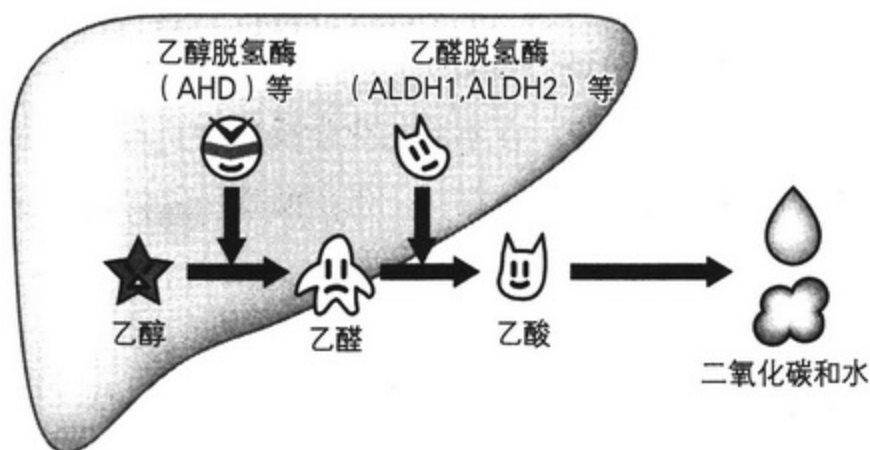 乙醇脱氢酶
（AHD）等
乙醛脱氢酶
（ALDH1,ALDH2）等
乙醇
乙醛
乙酸
二氧化碳和水